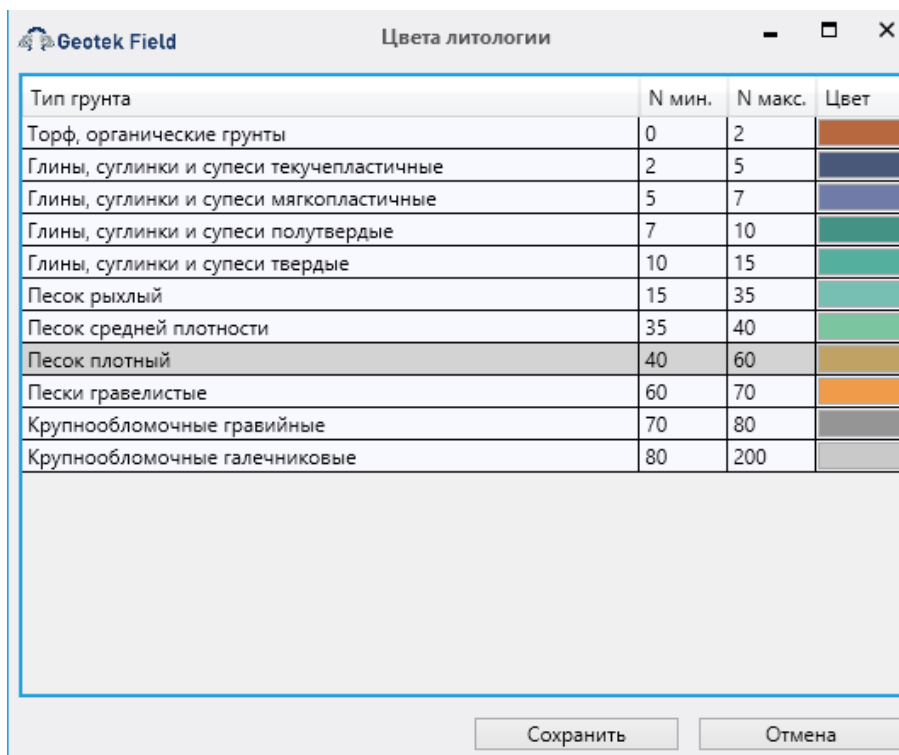 Geotek Field Цвета литологии
Тип грунта N мин. N макс. Цвет
Торф, органические грунты 0 2
Глины, суглинки и супеси текучепластичные 2 5
Глины, суглинки и супеси мягкопластичные 5 7
Глины, суглинки и супеси полутвердые 7 10
Глины, суглинки и супеси твердые 10 15
Песок рыхлый 15 35
Песок средней плотности 35 40
Песок плотный 40 60
Пески гравелистые 60 70
Крупнообломочные гравийные 70 80
Крупнообломочные галечниковые 80 200
Сохранить Отмена